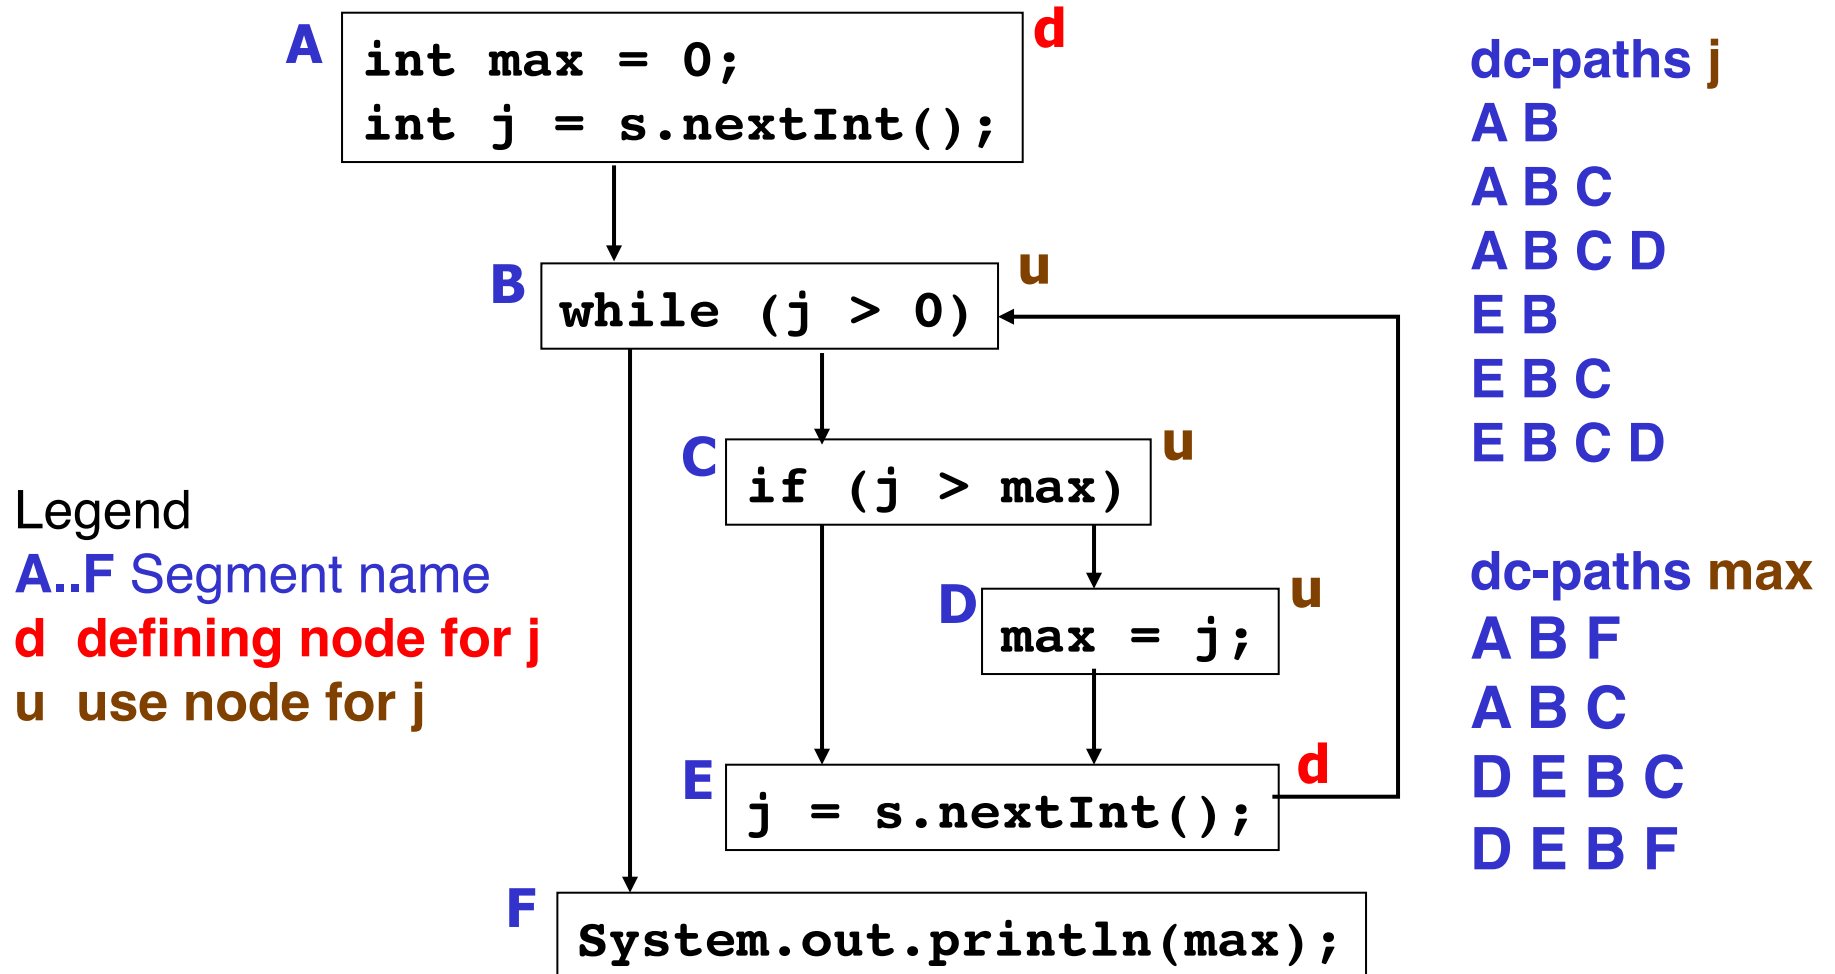 A
int max = 0;
int j = s.nextInt();
d
B
while (j > 0)
u
C
if (j > max)
u
D
max = j;
u
E
j = s.nextInt();
d
F
System.out.println(max);
Legend
A..F Segment name
d defining node for j
u use node for j
dc-paths j
A B
A B C
A B C D
E B
E B C
E B C D
dc-paths max
A B F
A B C
D E B C
D E B F